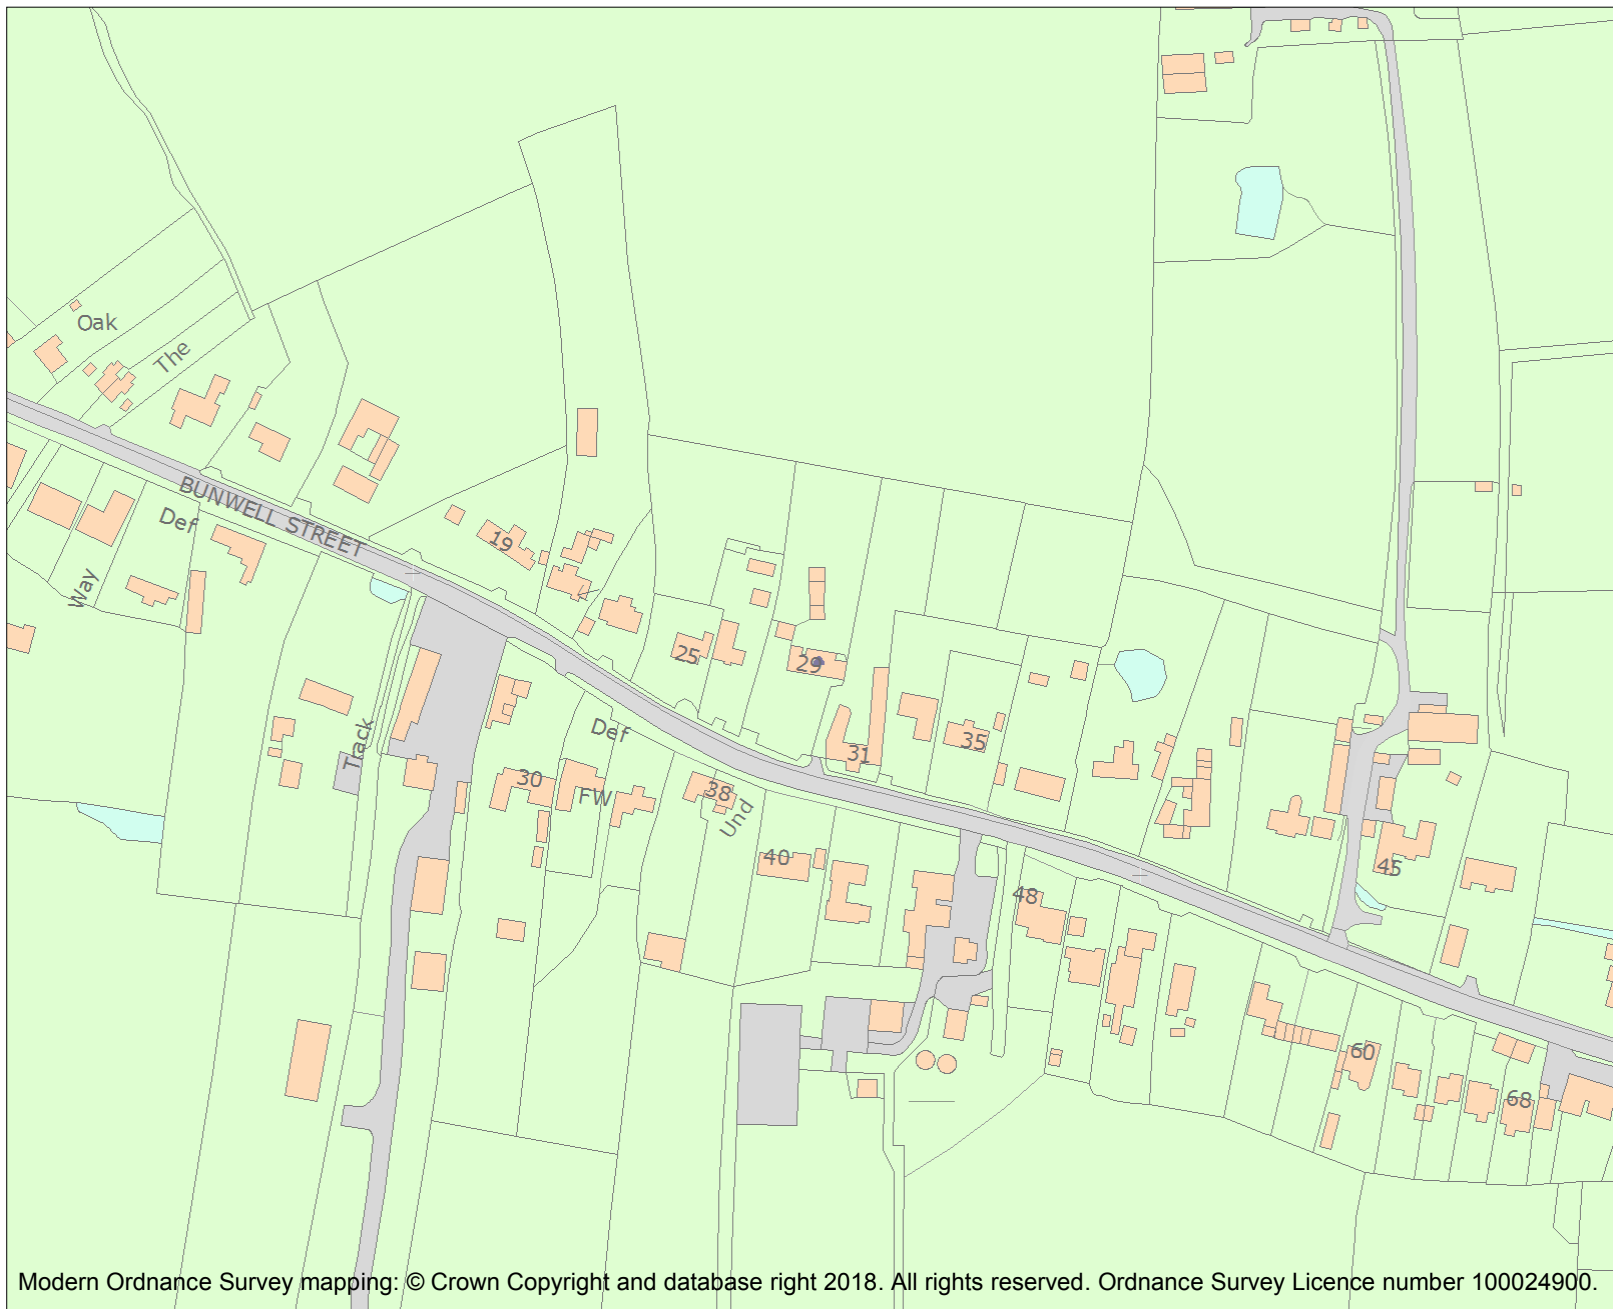 Oak
The
BUNWELL STREET
Def
Way
19
25
29
Def
Track
31
35
30
FW
38
Und
40
45
48
60
68
Modern Ordnance Survey mapping: © Crown Copyright and database right 2018. All rights reserved. Ordnance Survey Licence number 100024900.